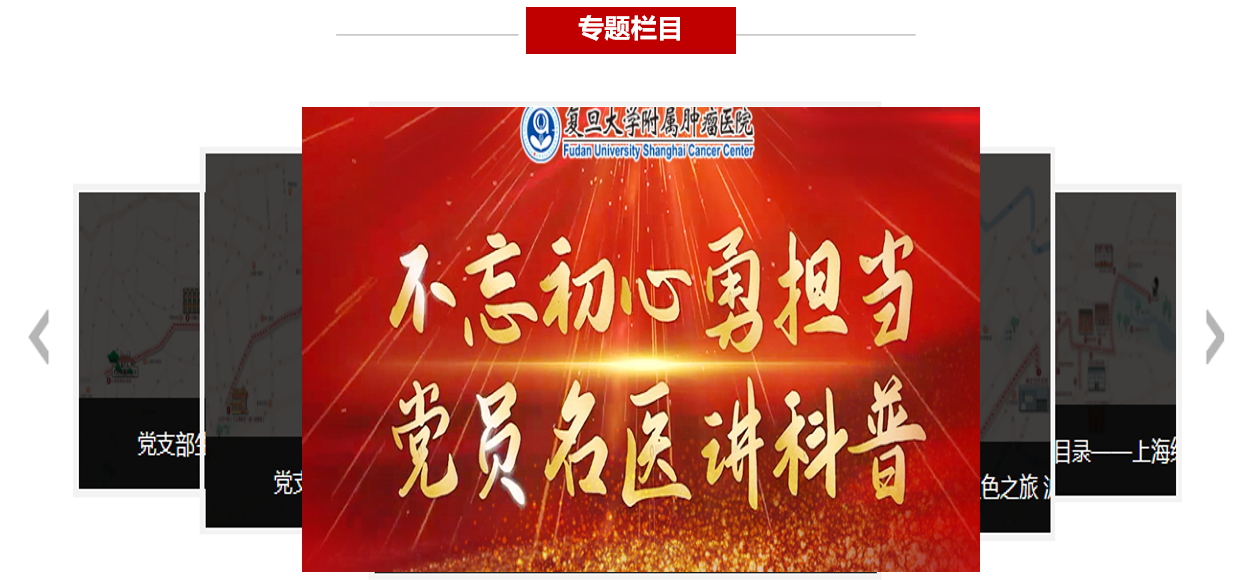 专题栏目
复旦大学附属肿瘤医院
Fudan University Shanghai Cancer Center
不忘初心勇担当
党员名医讲科普
党支部
党支
色之旅
目录——上海